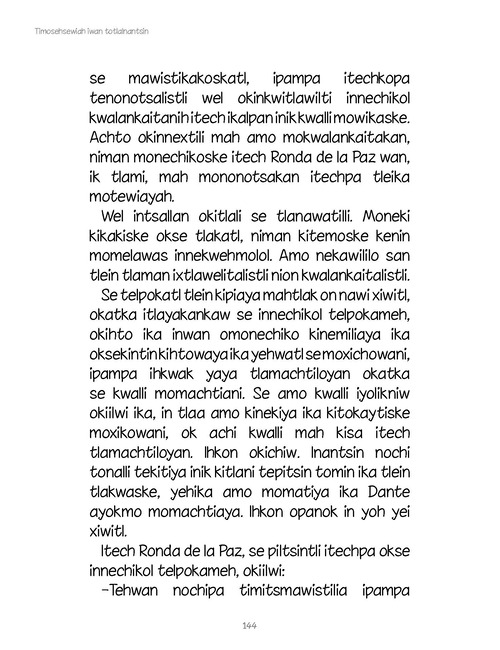 Timosehsewiah iwan totlalnantsin
se mawistikakoskatl, ipampa itechkopa
tenonotsalistli wel okinkwitlawilti innechikol
kwalankaitanih itech ikalpan inik kwalli mowikaske.
Achto okinnextili mah amo mokwalankaitakan,
niman monechikoske itech Ronda de la Paz wan,
ik tlami, mah mononotsakan itechpa tleika
motewiayah.
Wel intsallan okitlali se tlanawatilli. Moneki
kikakiske okse tlakatl, niman kitemoske kenin
momelawas innekwehmolol. Amo nekawililo san
tlein tlaman ixtlawelitalistli nion kwalankaitalistli.
Se telpokatl tlein kipiaya mahtlak on nawi xiwitl,
okatka itlayakankaw se innechikol telpokameh,
okihto ika inwan omonechiko kinemiliaya ika
oksekintin kihtowaya ika yehwatl se moxichowani,
ipampa ihkwak yaya tlamachtiloyan okatka
se kwalli momachtiani. Se amo kwalli iyolikniw
okiilwi ika, in tlaa amo kinekiya ika kitokaytiske
moxikowani, ok achi kwalli mah kisa itech
tlamachtiloyan. Ihkon okichiw. Inantsin nochi
tonalli tekitiya inik kitlani tepitsin tomin ika tlein
tlakwaske, yehika amo momatiya ika Dante
ayokmo momachtiaya. Ihkon opanok in yoh yei
xiwitl.
Itech Ronda de la Paz, se piltsintli itechpa okse
innechikol telpokameh, okiilwi:
–Tehwan nochipa timitsmawistilia ipampa
144